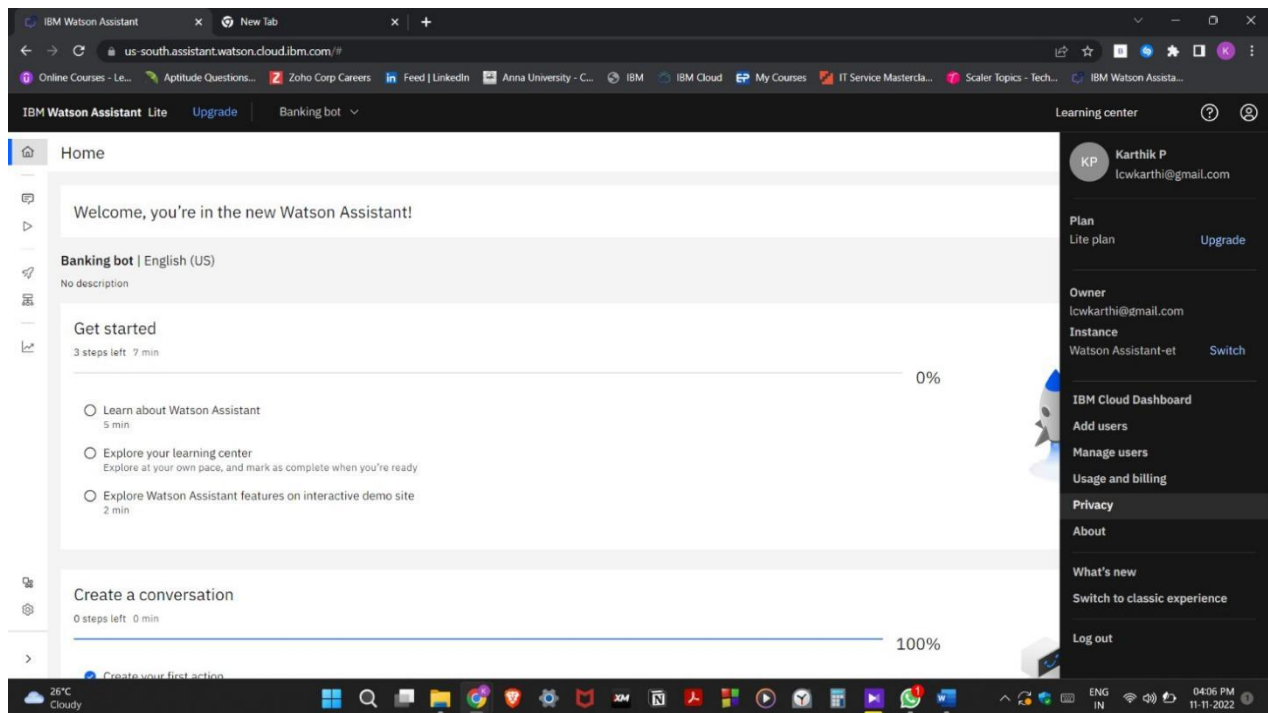 IBM Watson Assistant
New Tab
us-south.assistant.watson.cloud.ibm.com/#
K
Online Courses - Le...
Aptitude Questions...
Zoho Corp Careers
Feed | LinkedIn
Anna University - C...
IBM
IBM Cloud
My Courses
IT Service Mastercla...
Scaler Topics - Tech...
IBM Watson Assista...
IBM Watson Assistant Lite
Upgrade
Banking bot
Learning center
Home
Welcome, you're in the new Watson Assistant!
Banking bot | English (US)
No description
Get started
3 steps left 7 min
0%
Learn about Watson Assistant
5 min
Explore your learning center
Explore at your own pace, and mark as complete when you're ready
Explore Watson Assistant features on interactive demo site
2 min
Create a conversation
0 steps left 0 min
100%
Create your first action
KP
Karthik P
lcwkarthi@gmail.com
Plan
Lite plan
Upgrade
Owner
lcwkarthi@gmail.com
Instance
Watson Assistant-et
Switch
IBM Cloud Dashboard
Add users
Manage users
Usage and billing
Privacy
About
What's new
Switch to classic experience
Log out
26°C
Cloudy
ENG
IN
04:06 PM
11-11-2022